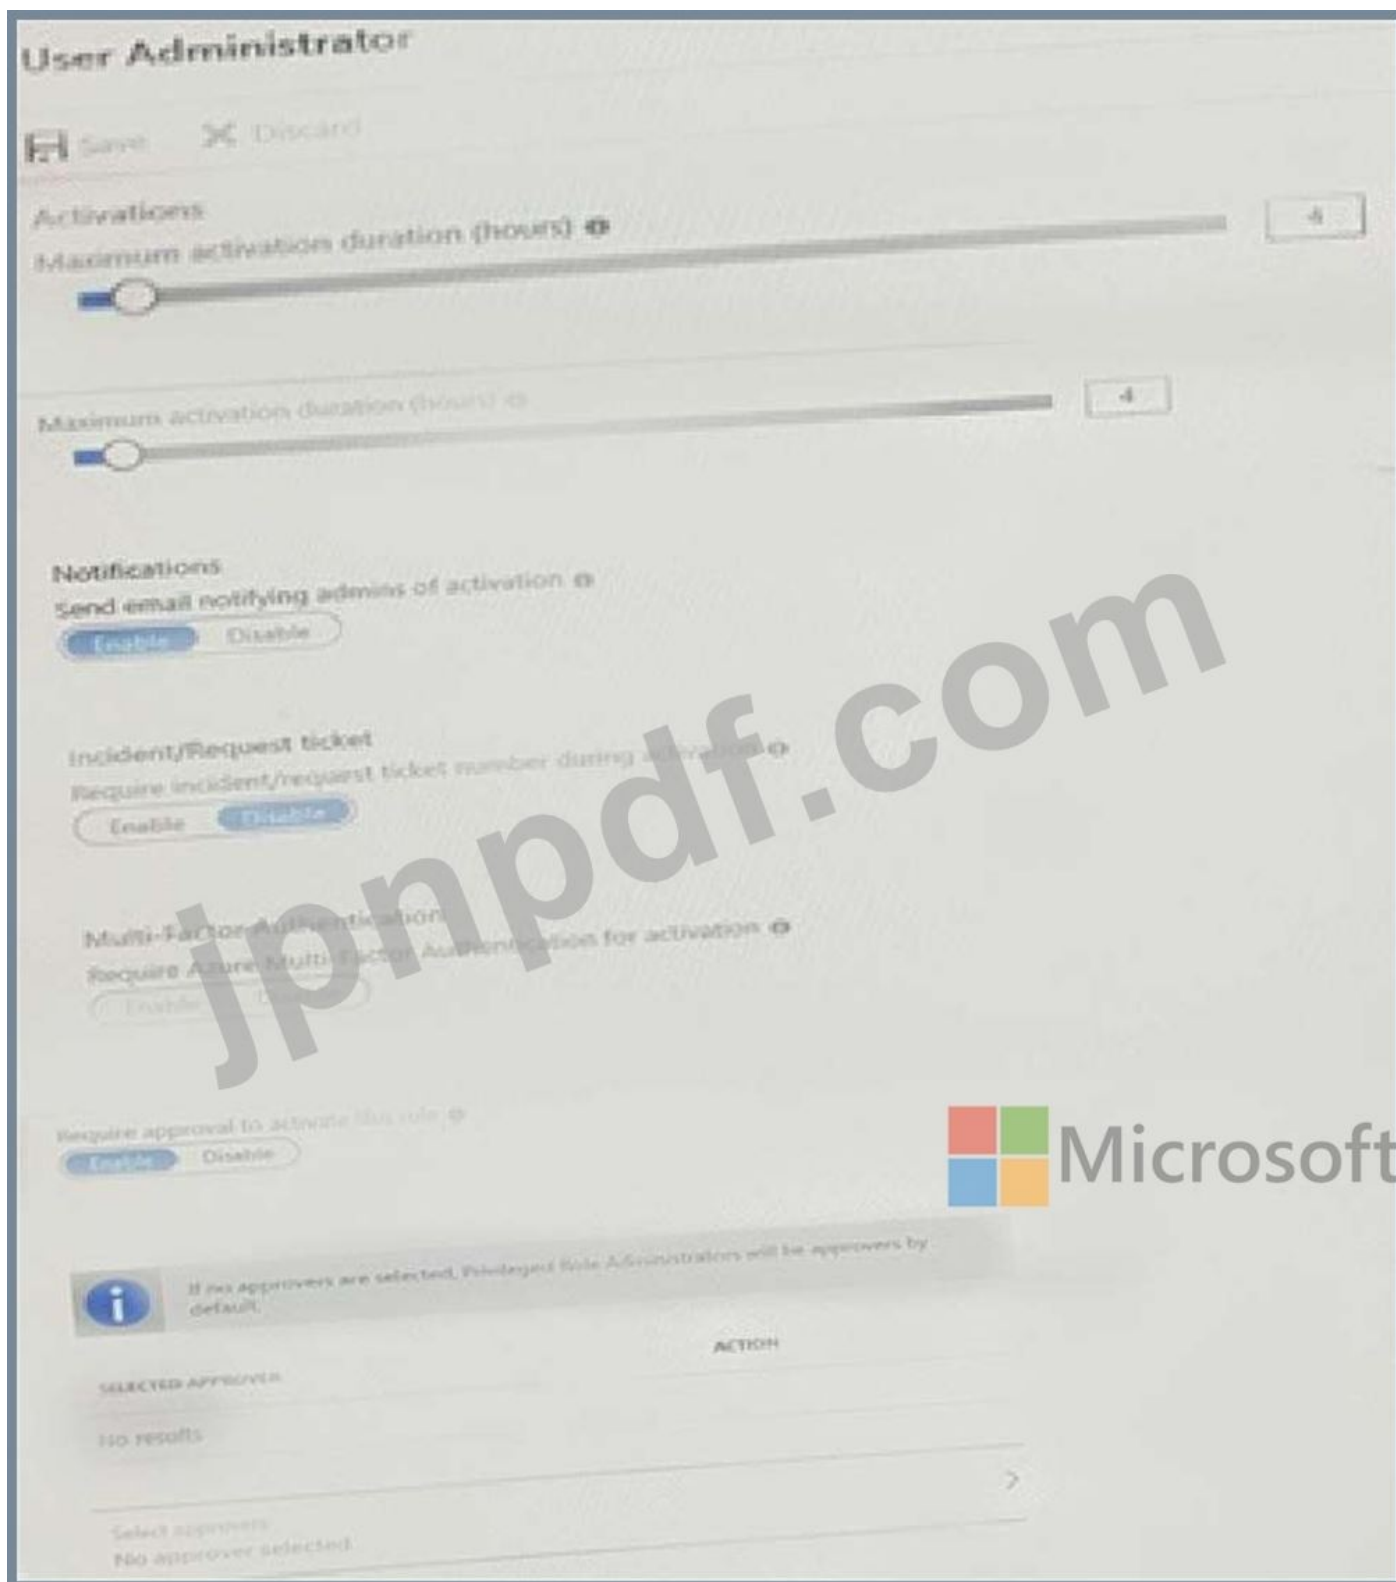 User Administrator
Save Discard
Activations
Maximum activation duration (hours)
4
Maximum activation duration (hours)
4
Notifications
Send email notifying admins of activation
Enable Disable
Incident/Request ticket
Require incident/request ticket number during activation
Enable Disable
Multi-Factor Authentication
Require Azure Multi-Factor Authentication for activation
Enable Disable
Require approval to activate this role
Enable Disable
If no approvers are selected, Privileged Role Administrators will be approvers by
default.
SELECTED APPROVER ACTION
No results
Select approvers
No approver selected
jpnpdf.com
Microsoft